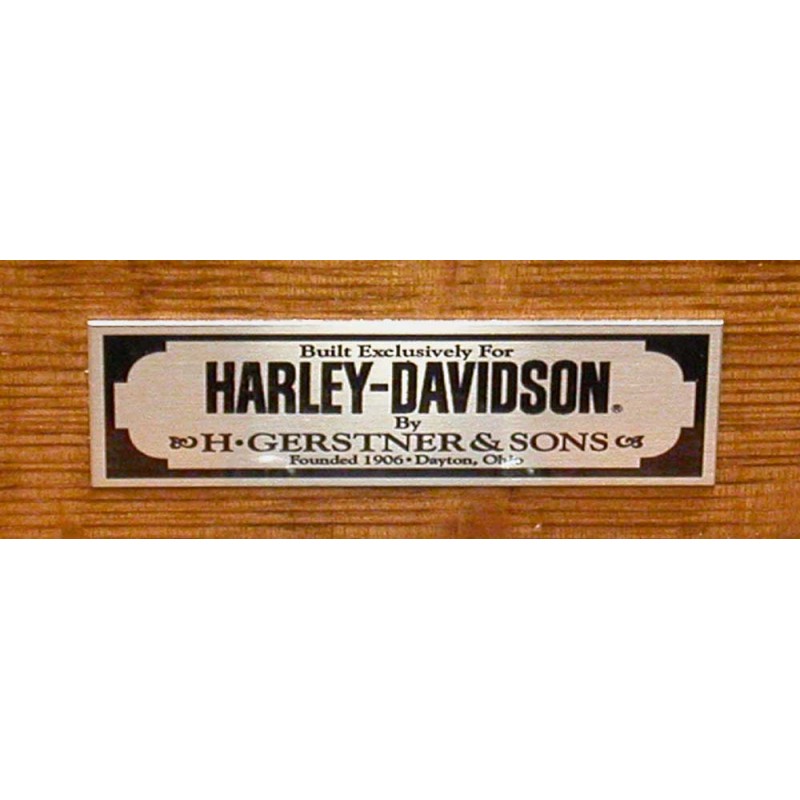 Built Exclusively For
HARLEY-DAVIDSON®
By
H·GERSTNER & SONS
Founded 1906 • Dayton, Ohio